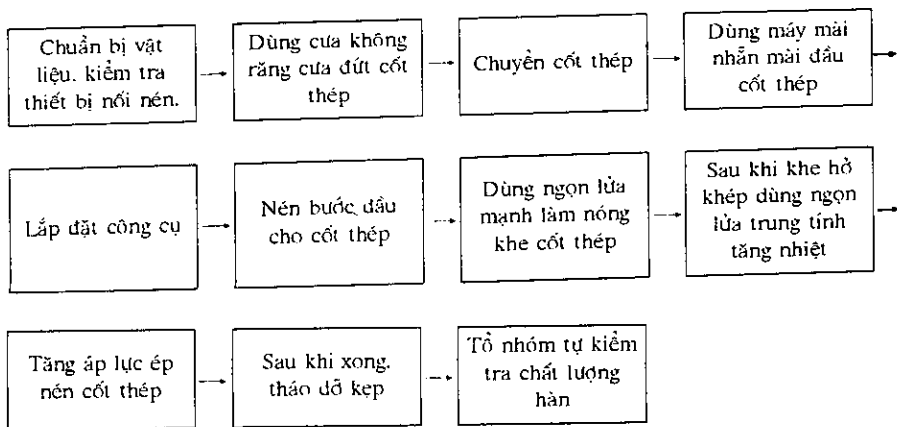 Chuẩn bị vật
liệu. kiểm tra
thiết bị nối nén.
Dùng cưa không
răng cưa đứt cốt
thép
Chuyển cốt thép
Dùng máy mài
nhẵn mài đầu
cốt thép
Lắp đặt công cụ
Nén bước đầu
cho cốt thép
Dùng ngọn lửa
mạnh làm nóng
khe cốt thép
Sau khi khe hở
khép dùng ngọn
lửa trung tính
tăng nhiệt
Tăng áp lực ép
nén cốt thép
Sau khi xong.
tháo dỡ kẹp
Tổ nhóm tự kiểm
tra chất lượng
hàn